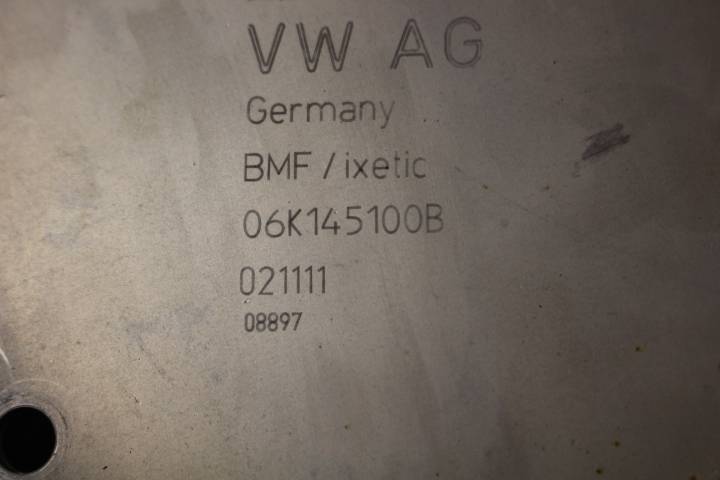 VW AG
Germany
BMF / ixetic
06K145100B
021111
08897